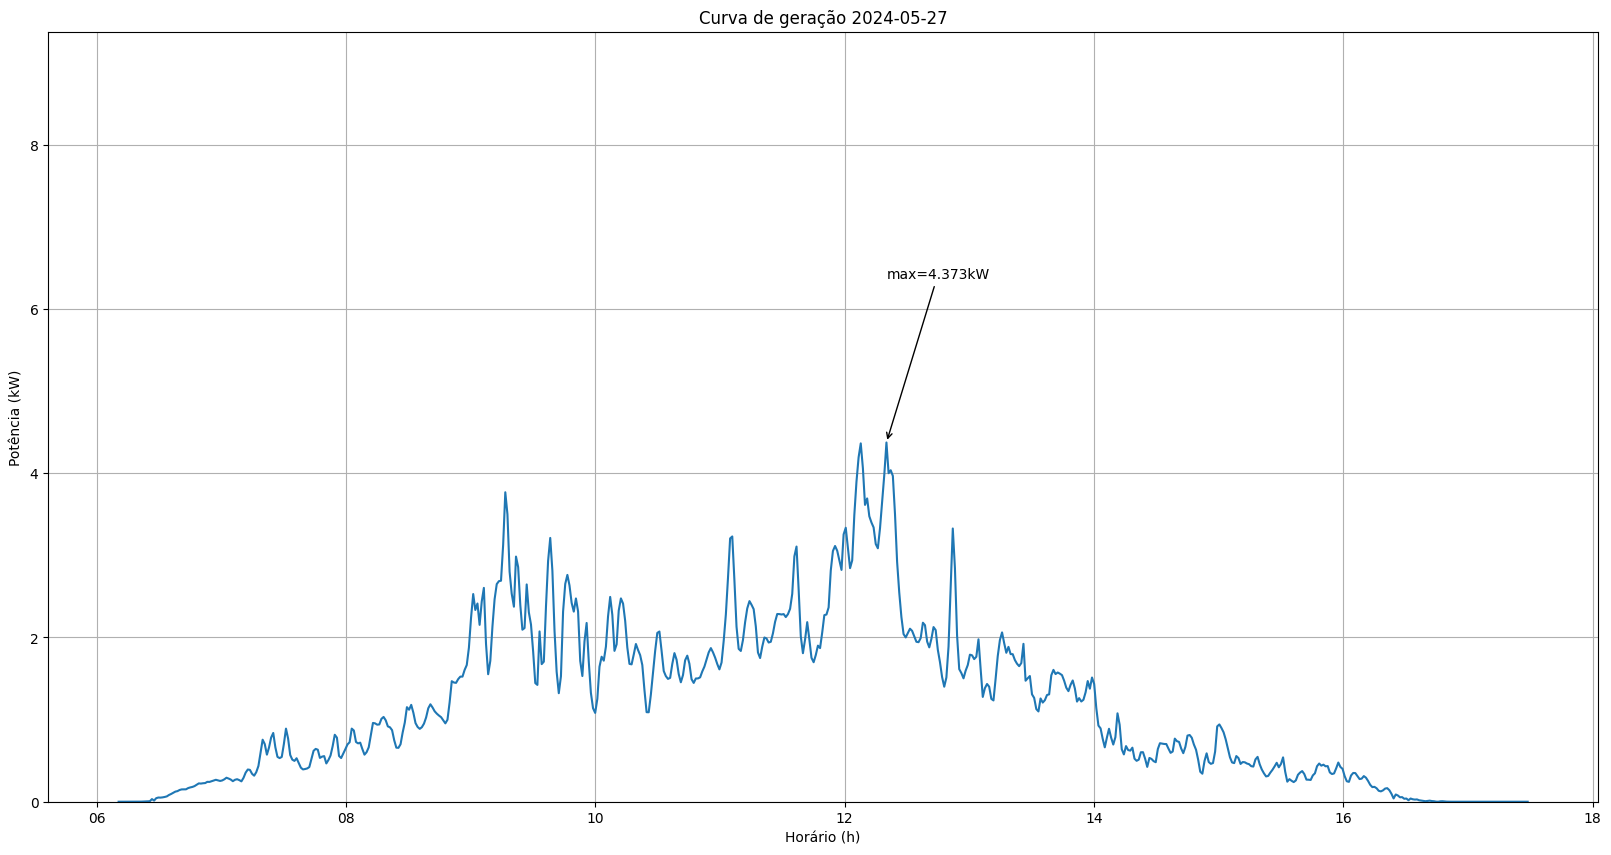 Curva de geração 2024-05-27
Potência (kW)
8
6
4
2
0
max=4.373kW
06 08 10 12 14 16 18
Horário (h)